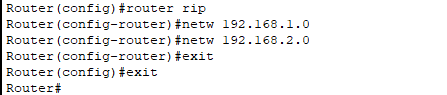 Router(config)#router rip
Router(config-router)#netw 192.168.1.0
Router(config-router)#netw 192.168.2.0
Router(config-router)#exit
Router(config)#exit
Router#